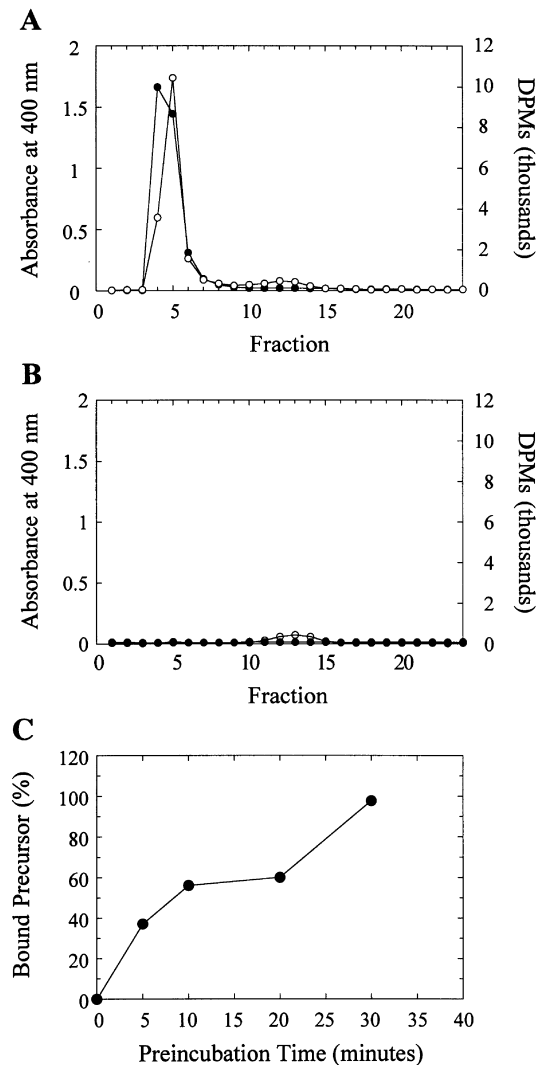 A
Absorbance at 400 nm
2
1.5
1
0.5
0
12
10
8
6
4
2
0
DPMs (thousands)
0 5 10 15 20
Fraction
B
Absorbance at 400 nm
2
1.5
1
0.5
0
12
10
8
6
4
2
0
DPMs (thousands)
0 5 10 15 20
Fraction
C
Bound Precursor (%)
120
100
80
60
40
20
0
0 5 10 15 20 25 30 35 40
Preincubation Time (minutes)